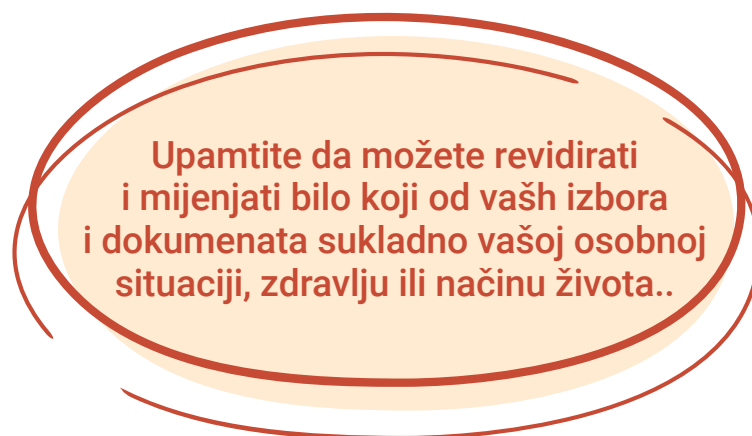 Upamtite da možete revidirati
i mijenjati bilo koji od vašh izbora
i dokumenata sukladno vašoj osobnoj
situaciji, zdravlju ili načinu života..